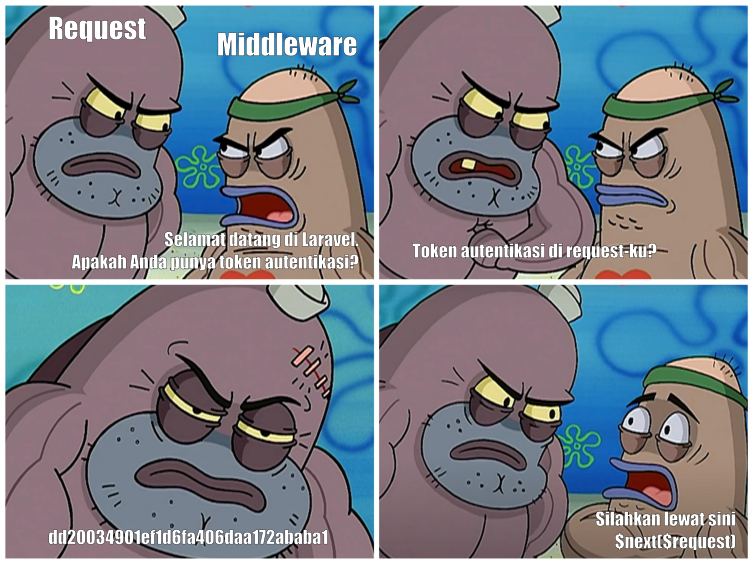 Request
Middleware
Selamat datang di Laravel.
Apakah Anda punya token autentikasi?
Token autentikasi di request-ku?
dd20034901ef1d6fa406daa172ababa1
Silahkan lewat sini
$next($request)